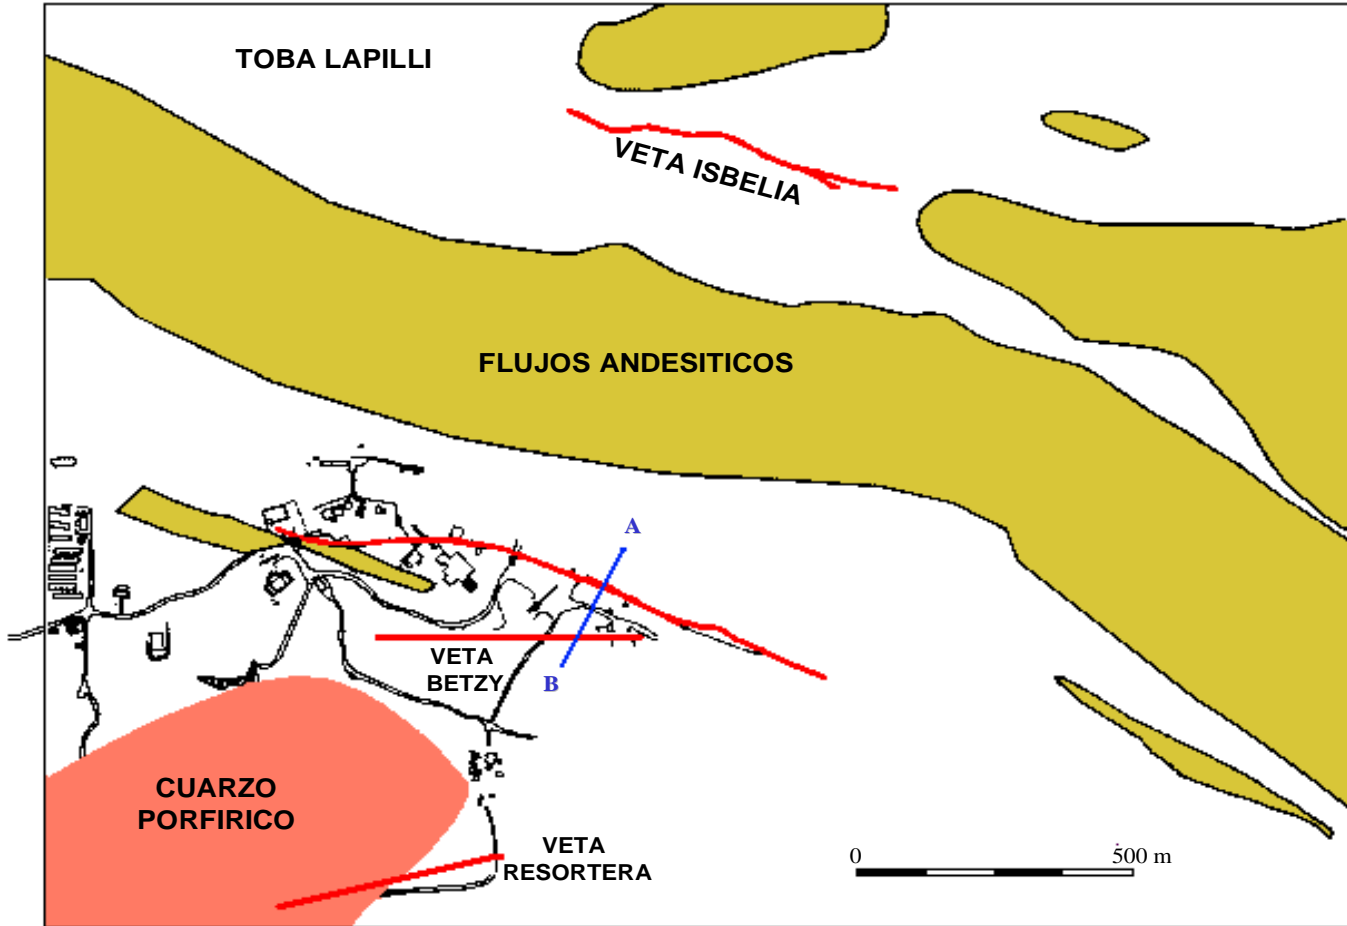 TOBA LAPILLI
VETA ISBELIA
FLUJOS ANDESITICOS
A
VETA
BETZY
B
CUARZO
PORFIRICO
VETA
RESORTERA
0
500 m